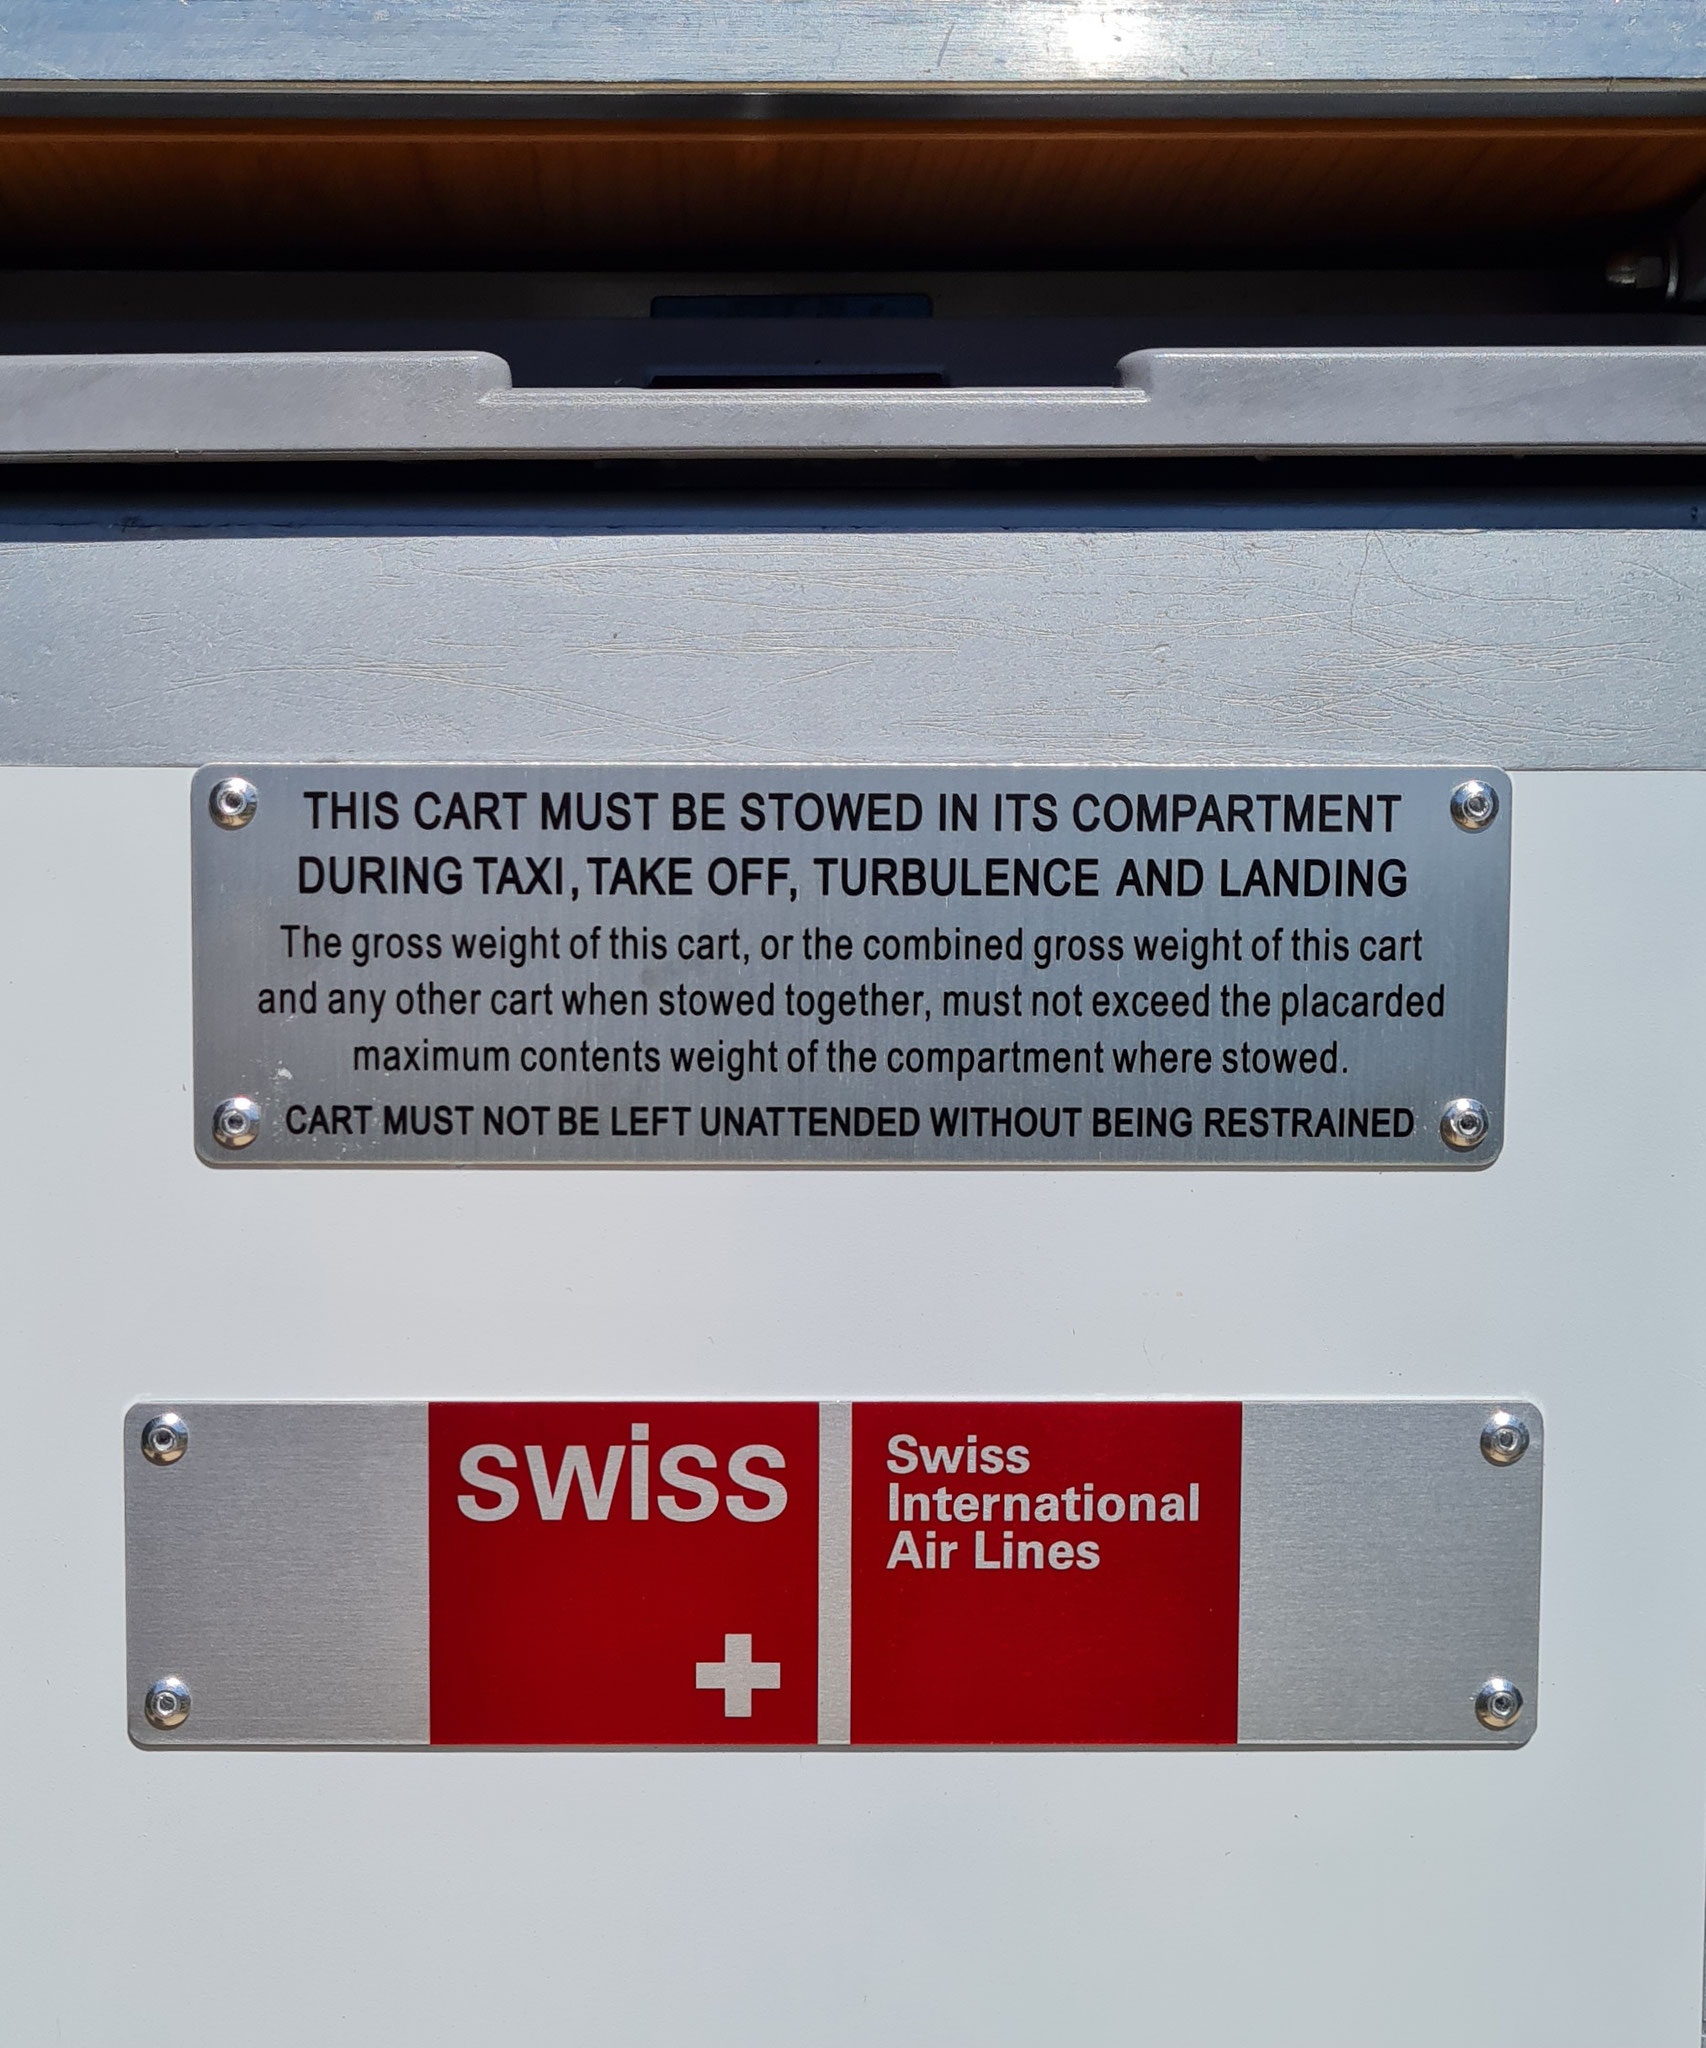 THIS CART MUST BE STOWED IN ITS COMPARTMENT
DURING TAXI, TAKE OFF, TURBULENCE AND LANDING
The gross weight of this cart, or the combined gross weight of this cart
and any other cart when stowed together, must not exceed the placarded
maximum contents weight of the compartment where stowed.
CART MUST NOT BE LEFT UNATTENDED WITHOUT BEING RESTRAINED
swiss
Swiss
International
Air Lines